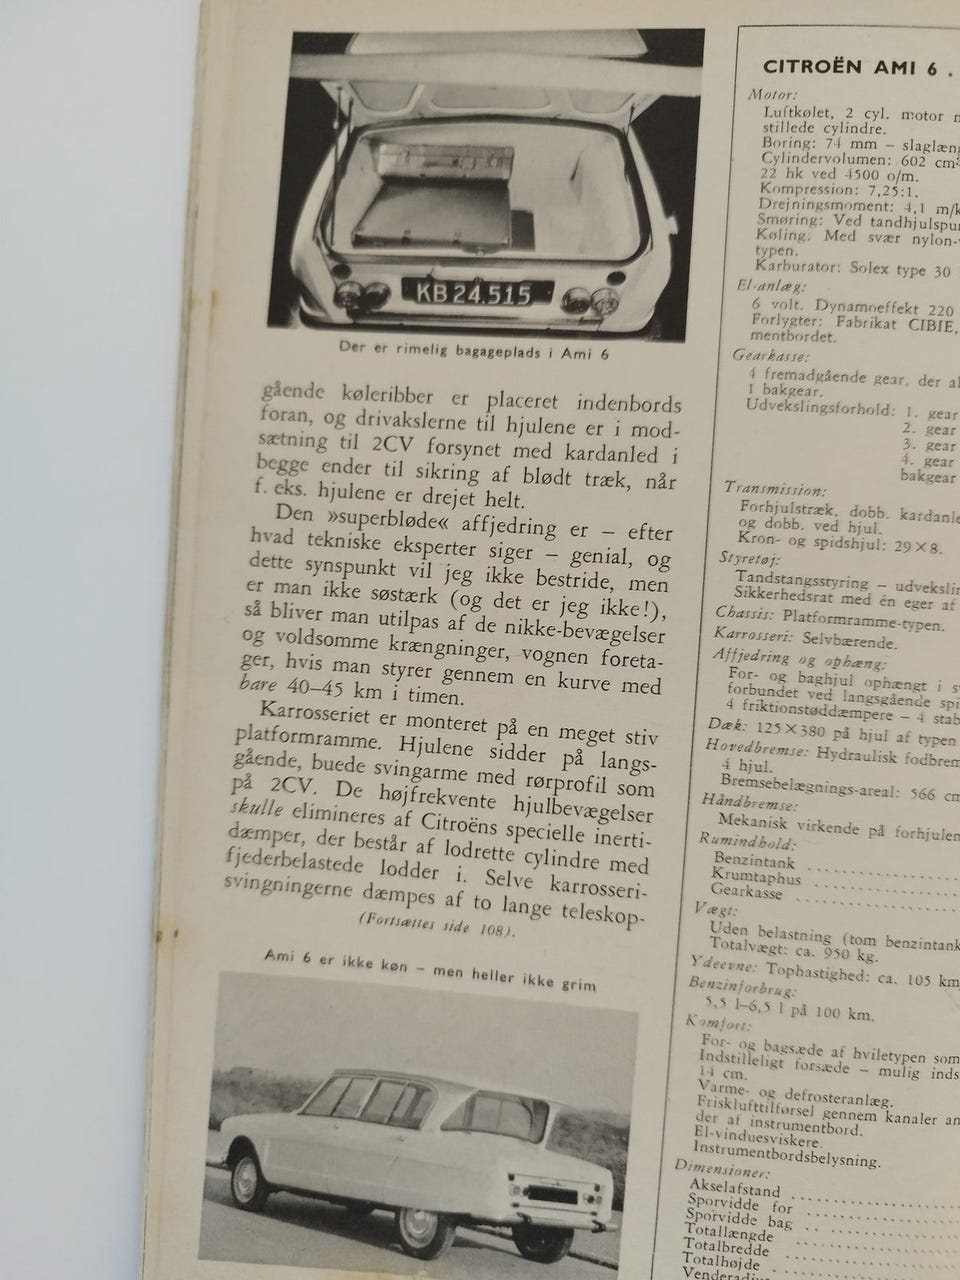 KB 24.515
Der er rimelig bagageplads i Ami 6
gående køleribber er placeret indenbords
foran, og drivakslerne til hjulene er i mod-
sætning til 2CV forsynet med kardanled i
begge ender til sikring af blødt træk, når
f. eks. hjulene er drejet helt.
Den »superbløde« affjedring er – efter
hvad tekniske eksperter siger – genial, og
dette synspunkt vil jeg ikke bestride, men
er man ikke søstærk (og det er jeg ikke!),
så bliver man utilpas af de nikke-bevægelser
og voldsomme krængninger, vognen foreta-
ger, hvis man styrer gennem en kurve med
bare 40–45 km i timen.
Karrosseriet er monteret på en meget stiv
platformramme. Hjulene sidder på langs-
gående, buede svingarme med rørprofil som
på 2CV. De højfrekvente hjulbevægelser
skulle elimineres af Citroëns specielle inerti-
dæmper, der består af lodrette cylindre med
fjederbelastede lodder i. Selve karrosseri-
svingningerne dæmpes af to lange teleskop-
(Fortsættes side 108).
Ami 6 er ikke køn – men heller ikke grim
CITROËN AMI 6 .
Motor:
Luftkølet, 2 cyl. motor
stillede cylindre.
Boring: 74 mm – slaglæng
Cylindervolumen: 602 cm³
22 hk ved 4500 o/m.
Kompression: 7,25:1.
Drejningsmoment: 4,1 m/k
Smøring: Ved tandhjulspu
Køling: Med svær nylon-
typen.
Karburator: Solex type 30
El-anlæg:
6 volt. Dynamoeffekt 220
Forlygter: Fabrikat CIBIE,
mentbordet.
Gearkasse:
4 fremadgående gear, der al
1 bakgear.
Udvekslingsforhold: 1. gear
2. gear
3. gear
4. gear
bakgear
Transmission:
Forhjulstræk, dobb. kardanle
og dobb. ved hjul.
Kron- og spidshjul: 29×8.
Styretøj:
Tandstangsstyring – udvekslin
Sikkerhedsrat med én eger af
Chassis: Platformramme-typen.
Karrosseri: Selvbærende.
Affjedring og ophæng:
For- og baghjul ophængt i s
forbundet ved langsgående spi
4 friktionstøddæmpere – 4 stab
Dæk: 125×380 på hjul af typen
Hovedbremse: Hydraulisk fodbrem
4 hjul.
Bremsebelægnings-areal: 566 cm
Håndbremse:
Mekanisk virkende på forhjulen
Rumindhold:
Benzintank
Krumtaphus
Gearkasse
Vægt:
Uden belastning (tom benzintank
Totalvægt: ca. 950 kg.
Ydeevne: Tophastighed: ca. 105 km
Benzinforbrug:
5,5 l–6,5 l på 100 km.
Komfort:
For- og bagsæde af hviletypen som
Indstilleligt forsæde – mulig inds
14 cm.
Varme- og defrosteranlæg.
Frisklufttilførsel gennem kanaler an
der af instrumentbord.
El-vinduesviskere.
Instrumentbordsbelysning.
Dimensioner:
Akselafstand
Sporvidde for
Sporvidde bag
Totallængde
Totalbredde
Totalhøjde